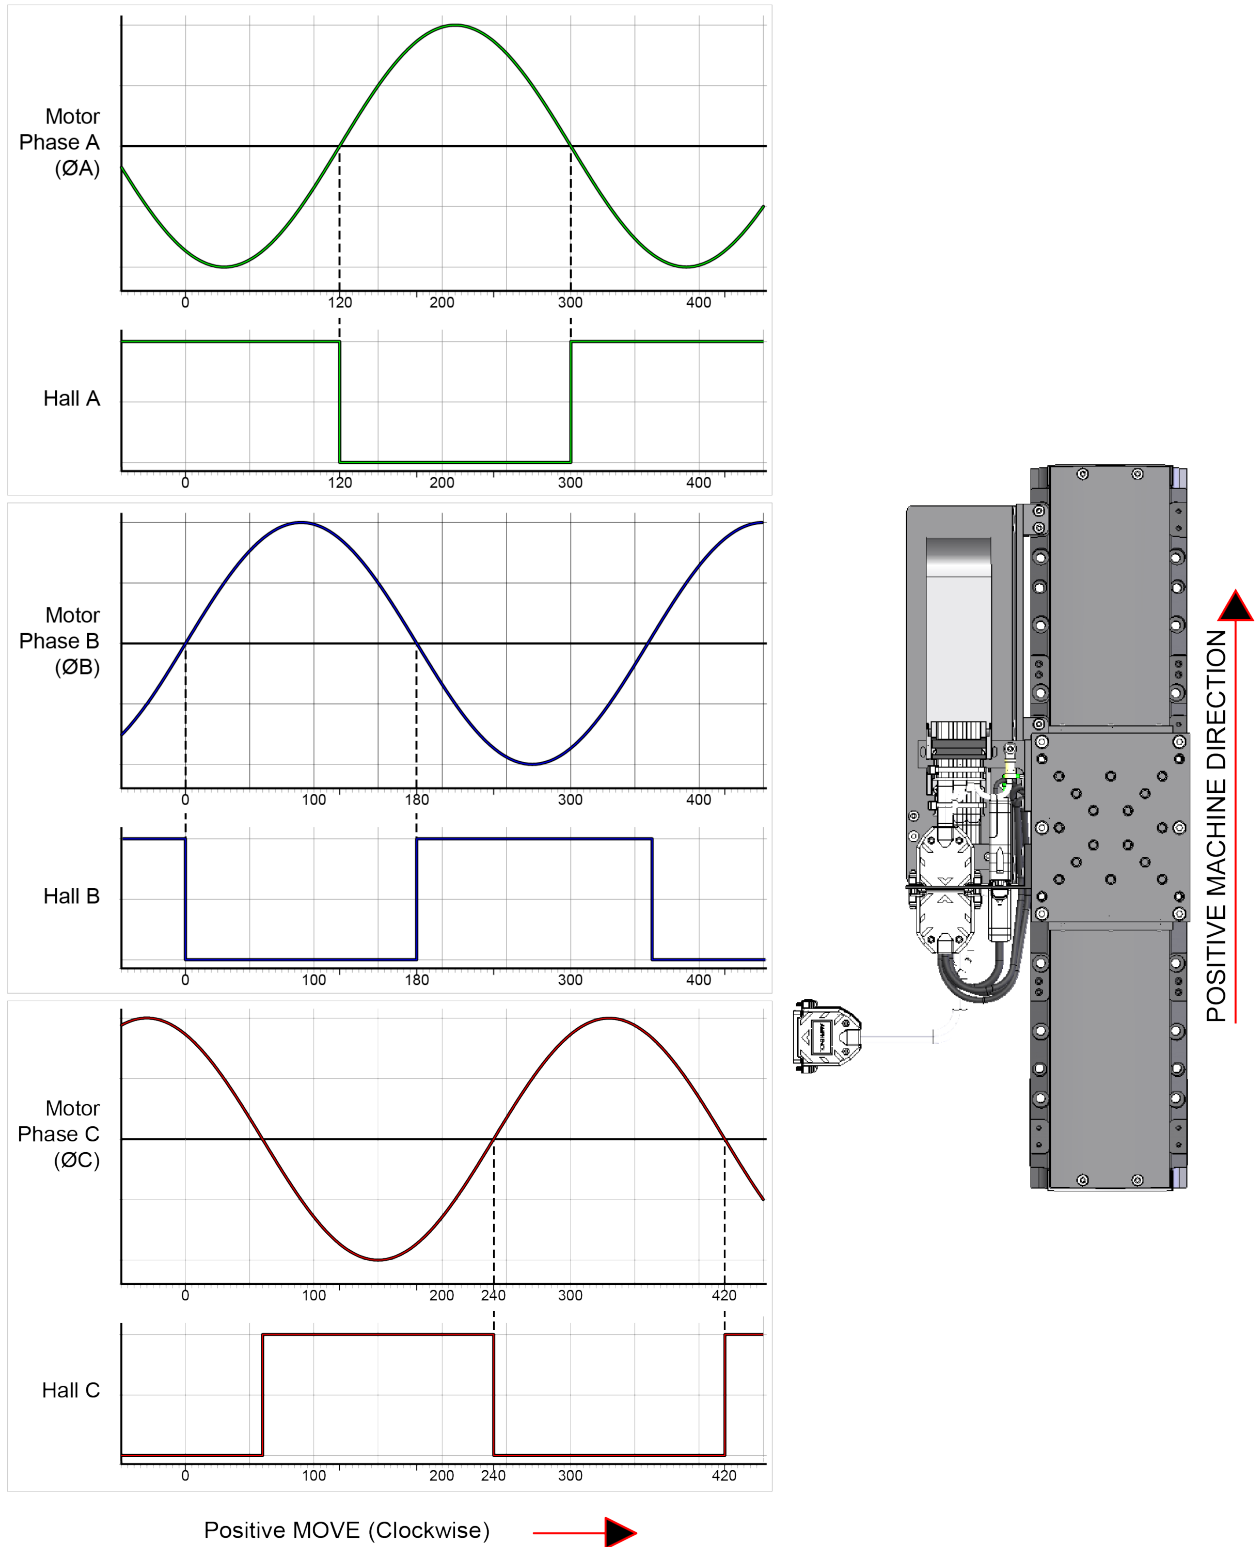 Motor
Phase A
(ØA)
0 120 200 300 400
Hall A
0 120 200 300 400
Motor
Phase B
(ØB)
0 100 180 300 400
Hall B
0 100 180 300 400
Motor
Phase C
(ØC)
0 100 200 240 300 420
Hall C
0 100 200 240 300 420
Positive MOVE (Clockwise)
POSITIVE MACHINE DIRECTION